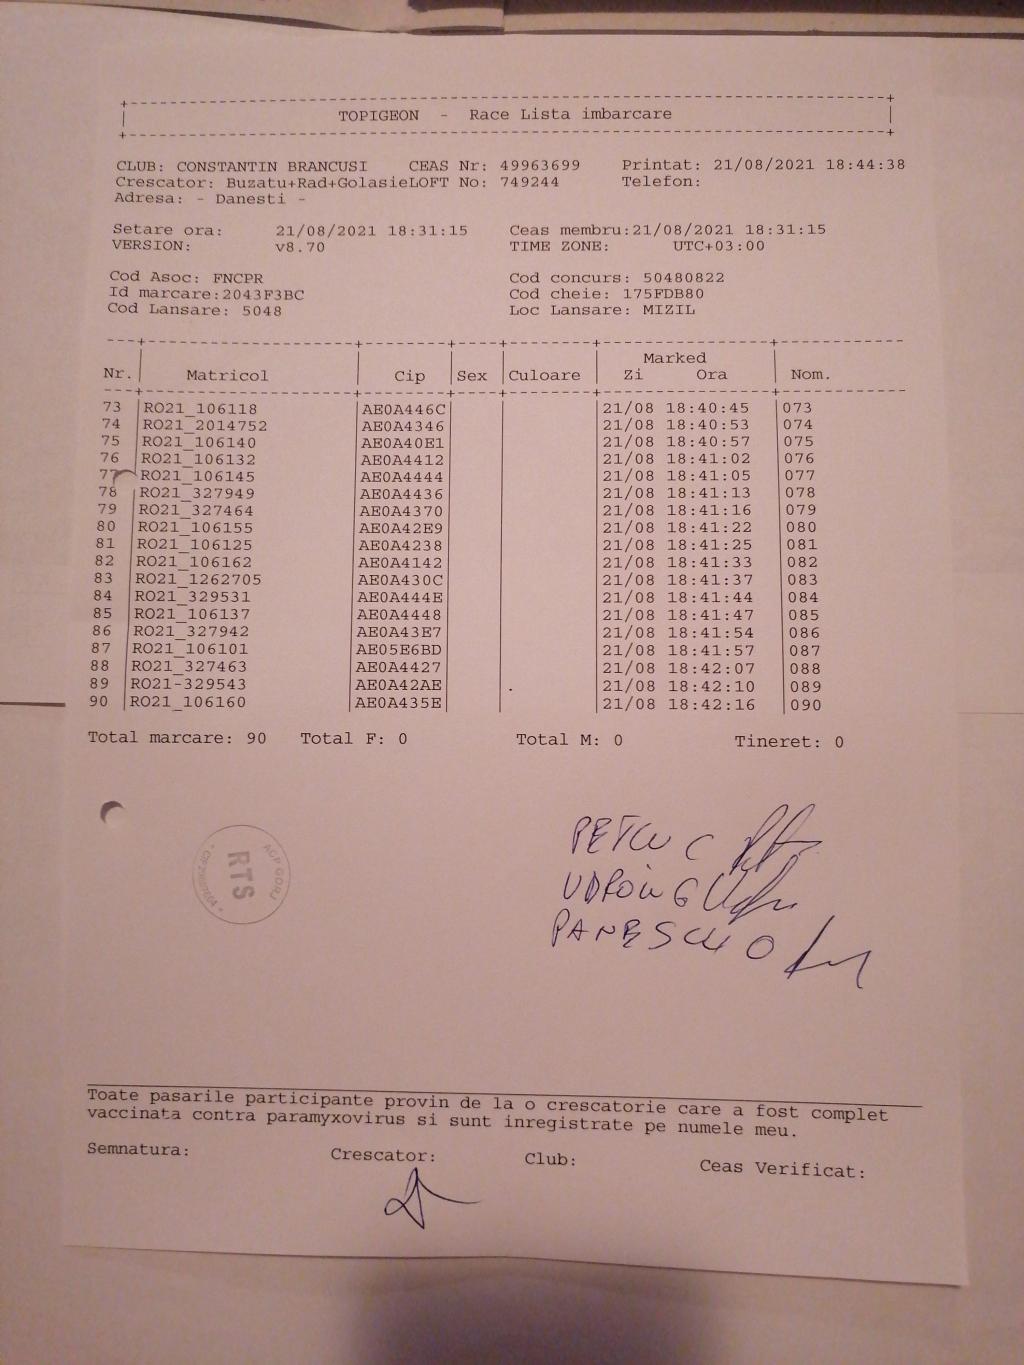 TOPIGEON - Race Lista imbarcare
CLUB: CONSTANTIN BRANCUSI CEAS Nr: 49963699 Printat: 21/08/2021 18:44:38
Crescator: Buzatu+Rad+GolasieLOFT No: 749244 Telefon:
Adresa: - Danesti -
Setare ora: 21/08/2021 18:31:15 Ceas membru:21/08/2021 18:31:15
VERSION: v8.70 TIME ZONE: UTC+03:00
Cod Asoc: FNCPR Cod concurs: 50480822
Id marcare:2043F3BC Cod cheie: 175FDB80
Cod Lansare: 5048 Loc Lansare: MIZIL
Marked
Nr. Matricol Cip Sex Culoare Zi Ora Nom.
73 RO21_106118 AE0A446C 21/08 18:40:45 073
74 RO21_2014752 AE0A4346 21/08 18:40:53 074
75 RO21_106140 AE0A40E1 21/08 18:40:57 075
76 RO21_106132 AE0A4412 21/08 18:41:02 076
77 RO21_106145 AE0A4444 21/08 18:41:05 077
78 RO21_327949 AE0A4436 21/08 18:41:13 078
79 RO21_327464 AE0A4370 21/08 18:41:16 079
80 RO21_106155 AE0A42E9 21/08 18:41:22 080
81 RO21_106125 AE0A4238 21/08 18:41:25 081
82 RO21_106162 AE0A4142 21/08 18:41:33 082
83 RO21_1262705 AE0A430C 21/08 18:41:37 083
84 RO21_329531 AE0A444E 21/08 18:41:44 084
85 RO21_106137 AE0A4448 21/08 18:41:47 085
86 RO21_327942 AE0A43E7 21/08 18:41:54 086
87 RO21_106101 AE05E6BD 21/08 18:41:57 087
88 RO21_327463 AE0A4427 21/08 18:42:07 088
89 RO21-329543 AE0A42AE 21/08 18:42:10 089
90 RO21_106160 AE0A435E 21/08 18:42:16 090
Total marcare: 90 Total F: 0 Total M: 0 Tineret: 0
PETCU C
G
PANESCU O
RTS
Toate pasarile participante provin de la o crescatorie care a fost complet
vaccinata contra paramyxovirus si sunt inregistrate pe numele meu.
Semnatura: Crescator: Club: Ceas Verificat: